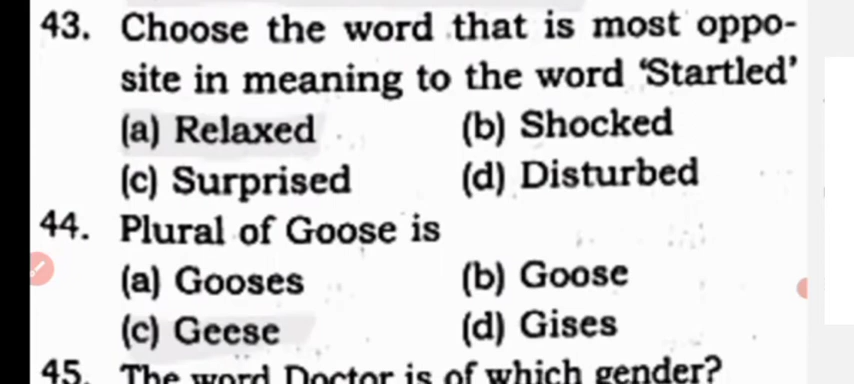 43. Choose the word that is most oppo-
site in meaning to the word 'Startled'
(a) Relaxed (b) Shocked
(c) Surprised (d) Disturbed
44. Plural of Goose is
(a) Gooses (b) Goose
(c) Geese (d) Gises
45. The word Doctor is of which gender?